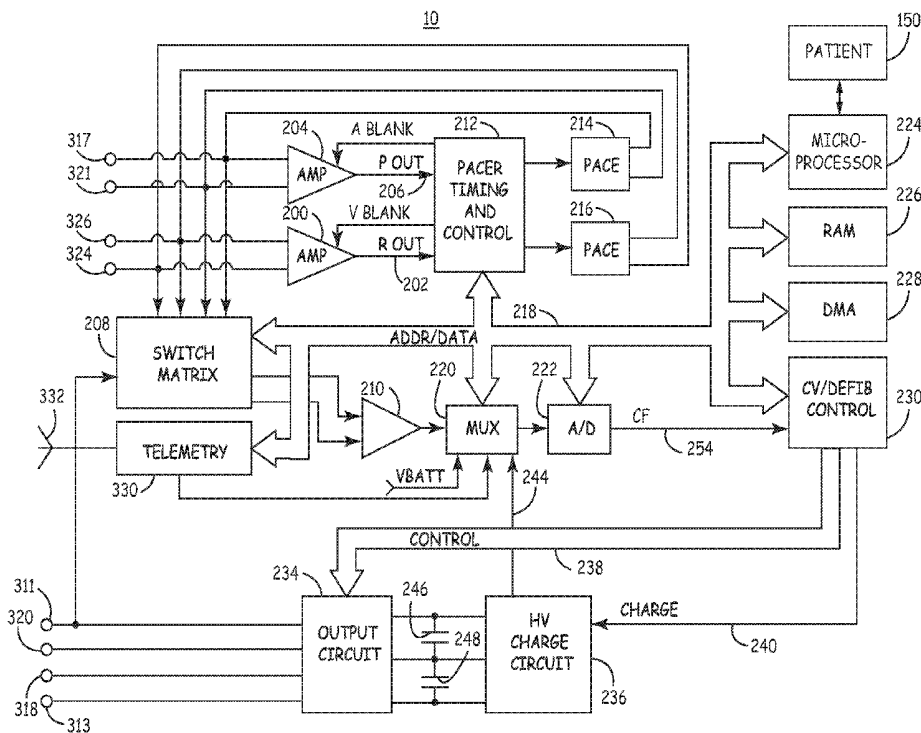 10
150
PATIENT
204
A BLANK
212
214
224
317
AMP
P OUT
PACER
TIMING
AND
CONTROL
PACE
MICRO-
PROCESSOR
321
206
200
V BLANK
216
226
326
AMP
R OUT
PACE
RAM
324
202
228
208
218
DMA
SWITCH
MATRIX
ADDR/DATA
210
220
222
CV/DEFIB
CONTROL
230
332
MUX
A/D
CF
TELEMETRY
254
330
VBATT
244
CONTROL
234
238
311
246
HV
CHARGE
CIRCUIT
CHARGE
320
OUTPUT
CIRCUIT
248
240
236
318
313